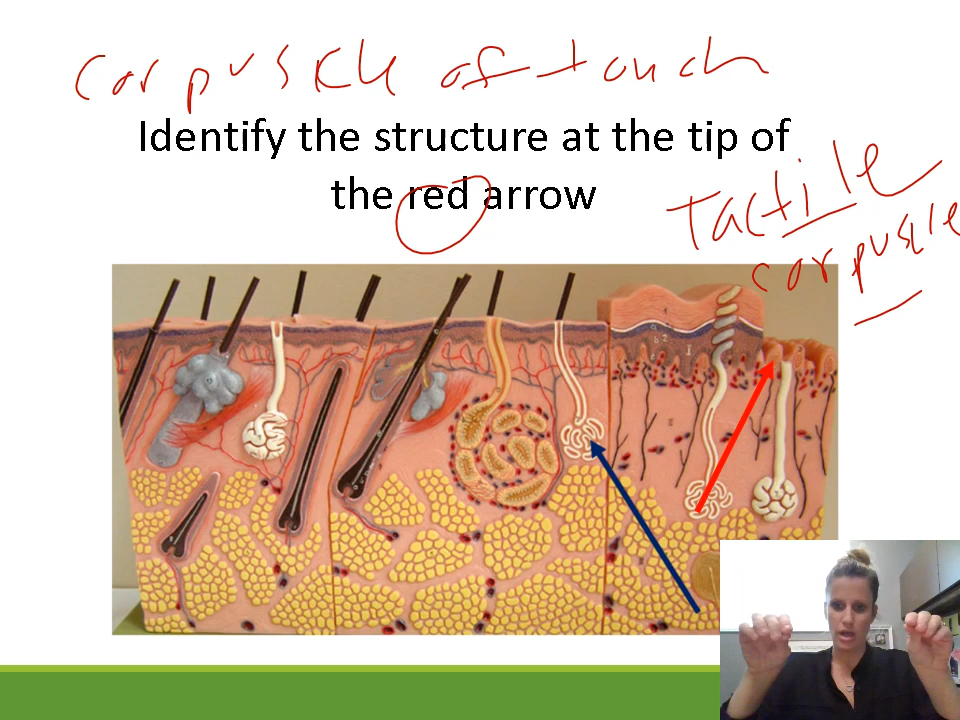 corpuscle of touch
Identify the structure at the tip of
the red arrow
Tactile
corpuscle